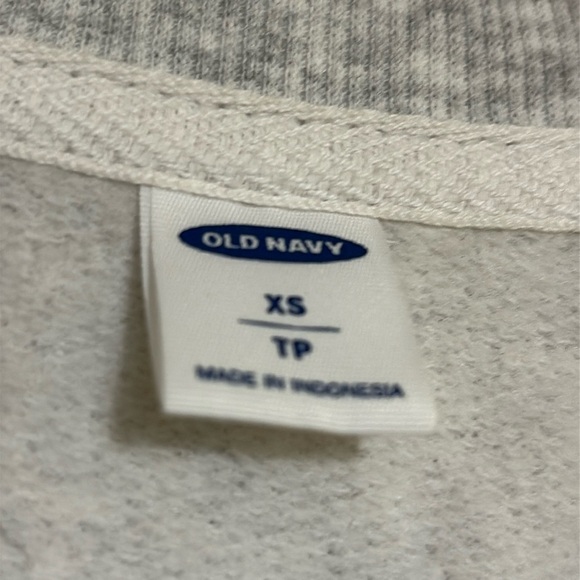 OLD NAVY
XS
TP
MADE IN INDONESIA